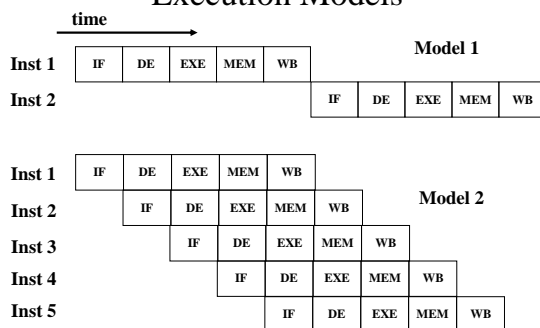 Execution Models
time
Model 1
Inst 1 IF DE EXE MEM WB
Inst 2 IF DE EXE MEM WB
Inst 1 IF DE EXE MEM WB
Inst 2 IF DE EXE MEM WB
Model 2
Inst 3 IF DE EXE MEM WB
Inst 4 IF DE EXE MEM WB
Inst 5 IF DE EXE MEM WB